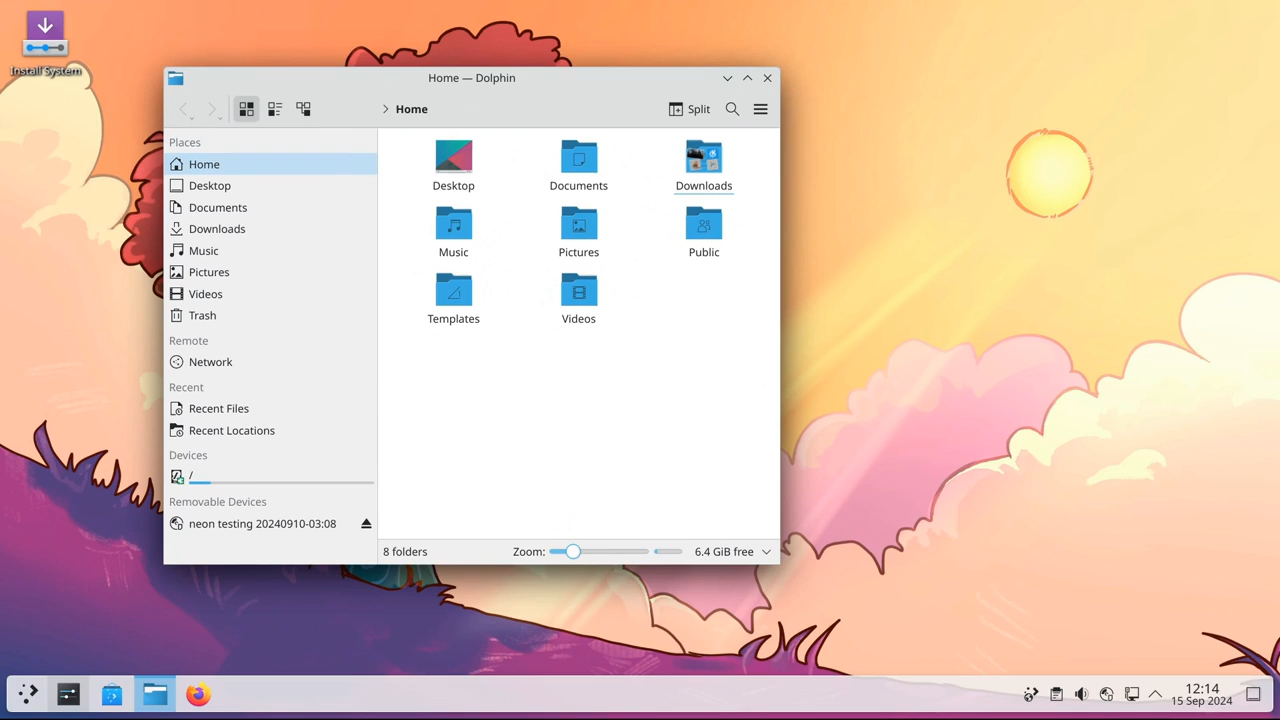 Install System
Home — Dolphin
Home
Split
Places
Home
Desktop
Documents
Downloads
Music
Pictures
Videos
Trash
Remote
Network
Recent
Recent Files
Recent Locations
Devices
/
Removable Devices
neon testing 20240910-03:08
Desktop
Documents
Downloads
Music
Pictures
Public
Templates
Videos
8 folders
Zoom:
6.4 GiB free
12:14
15 Sep 2024